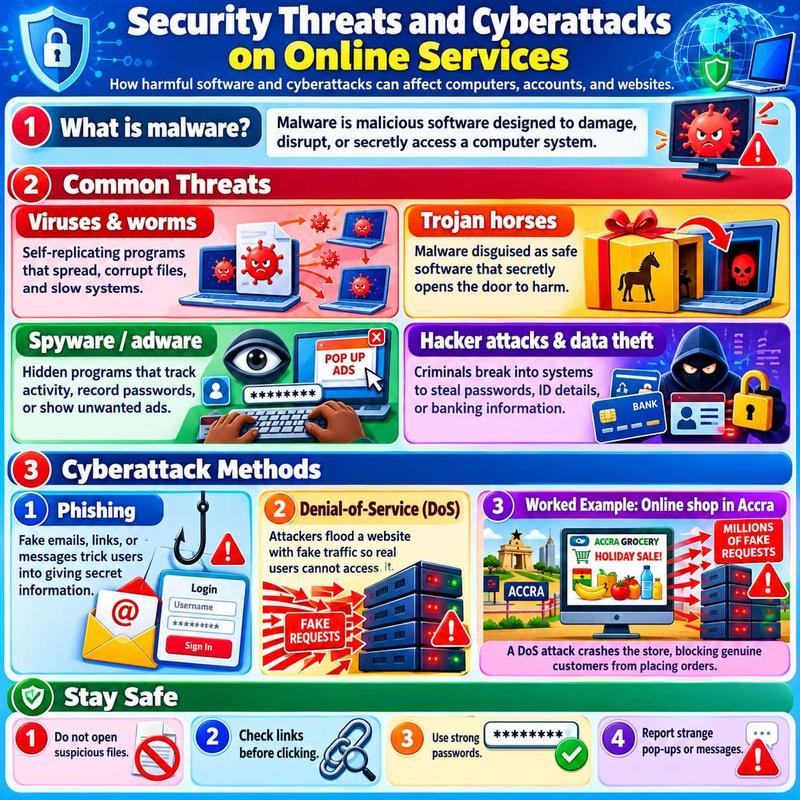 Security Threats and Cyberattacks
on Online Services
How harmful software and cyberattacks can affect computers, accounts, and websites.
1 What is malware?
Malware is malicious software designed to damage,
disrupt, or secretly access a computer system.
2 Common Threats
Viruses & worms
Self-replicating programs
that spread, corrupt files,
and slow systems.
Trojan horses
Malware disguised as safe
software that secretly
opens the door to harm.
Spyware / adware
Hidden programs that track
activity, record passwords,
or show unwanted ads.
POP UP
ADS
********
Hacker attacks & data theft
Criminals break into systems
to steal passwords, ID details,
or banking information.
BANK
3 Cyberattack Methods
1 Phishing
Fake emails, links, or
messages trick users
into giving secret
information.
@
Login
Username
********
Sign In
2 Denial-of-Service (DoS)
Attackers flood a website
with fake traffic so real
users cannot access it.
FAKE
REQUESTS
3 Worked Example: Online shop in Accra
ACCRA
ACCRA GROCERY
HOLIDAY SALE!
MILLIONS
OF FAKE
REQUESTS
A DoS attack crashes the store, blocking genuine
customers from placing orders.
Stay Safe
1 Do not open
suspicious files.
2 Check links
before clicking.
3 Use strong
passwords.
********
4 Report strange
pop-ups or messages.